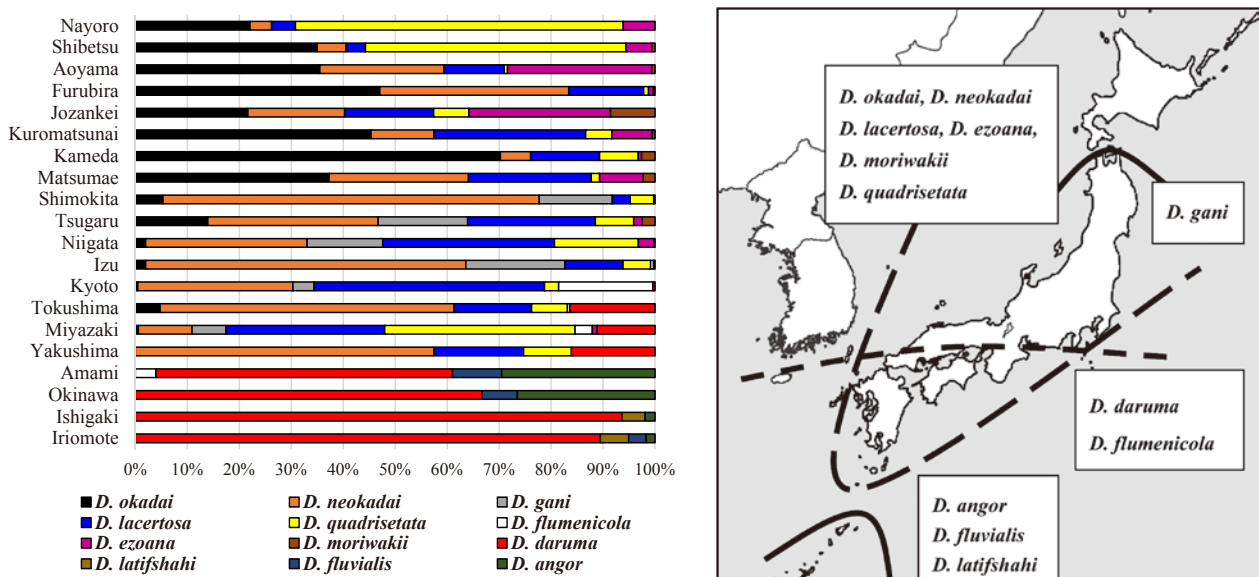 Nayoro
Shibetsu
Aoyama
Furubira
Jozankei
Kuromatsunai
Kameda
Matsumae
Shimokita
Tsugaru
Niigata
Izu
Kyoto
Tokushima
Miyazaki
Yakushima
Amami
Okinawa
Ishigaki
Iriomote
0% 10% 20% 30% 40% 50% 60% 70% 80% 90% 100%
D. okadai D. neokadai D. gani
D. lacertosa D. quadrisetata D. flumenicola
D. ezoana D. moriwakii D. daruma
D. latifshahi D. fluvialis D. angor
D. okadai, D. neokadai
D. lacertosa, D. ezoana,
D. moriwakii
D. quadrisetata
D. gani
D. daruma
D. flumenicola
D. angor
D. fluvialis
D. latifshahi